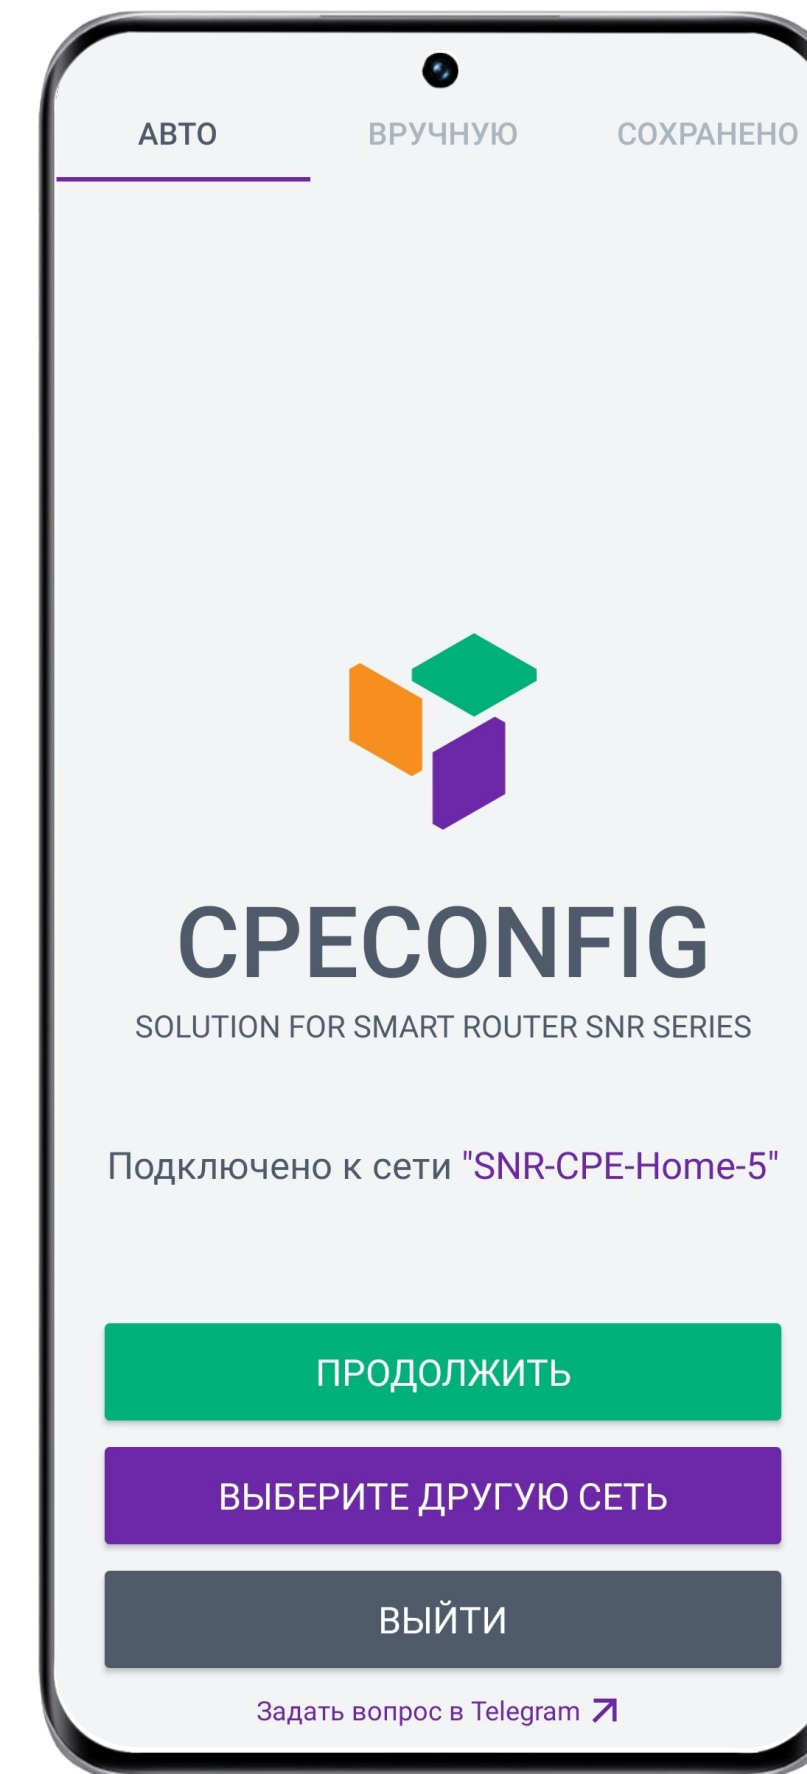 АВТО ВРУЧНУЮ СОХРАНЕНО
CPECONFIG
SOLUTION FOR SMART ROUTER SNR SERIES
Подключено к сети "SNR-CPE-Home-5"
ПРОДОЛЖИТЬ
ВЫБЕРИТЕ ДРУГУЮ СЕТЬ
ВЫЙТИ
Задать вопрос в Telegram